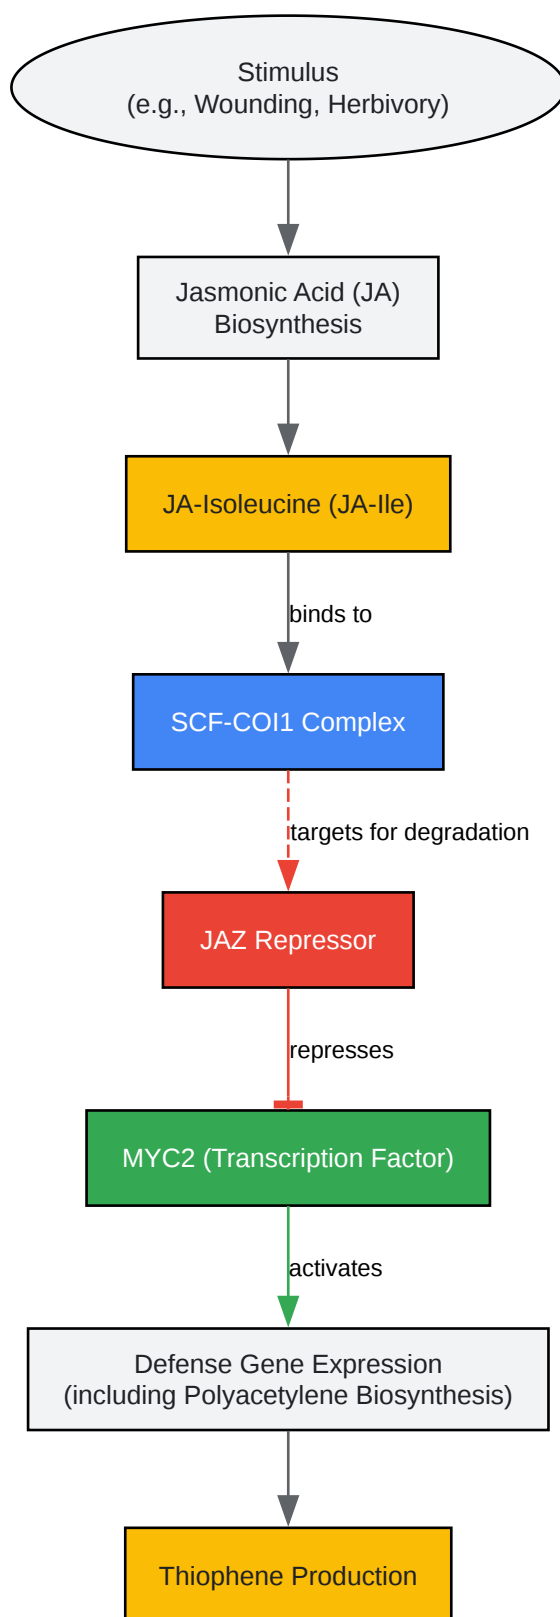 Stimulus
(e.g., Wounding, Herbivory)
Jasmonic Acid (JA)
Biosynthesis
JA-Isoleucine (JA-Ile)
binds to
SCF-COI1 Complex
targets for degradation
JAZ Repressor
represses
MYC2 (Transcription Factor)
activates
Defense Gene Expression
(including Polyacetylene Biosynthesis)
Thiophene Production